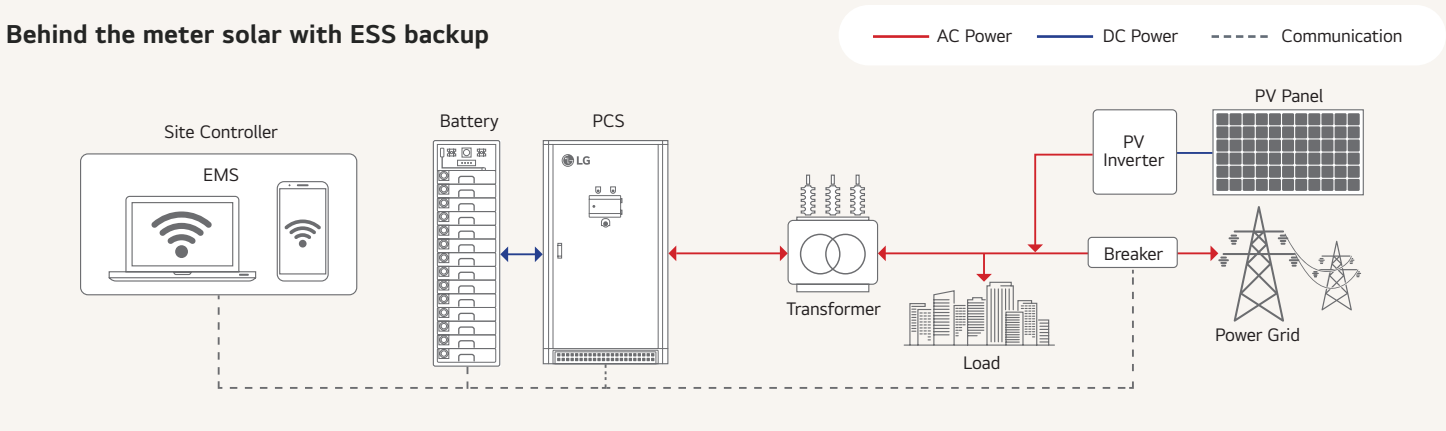 Behind the meter solar with ESS backup
AC Power
DC Power
Communication
Site Controller
EMS
Battery
PCS
LG
Transformer
Load
PV
Inverter
PV Panel
Breaker
Power Grid